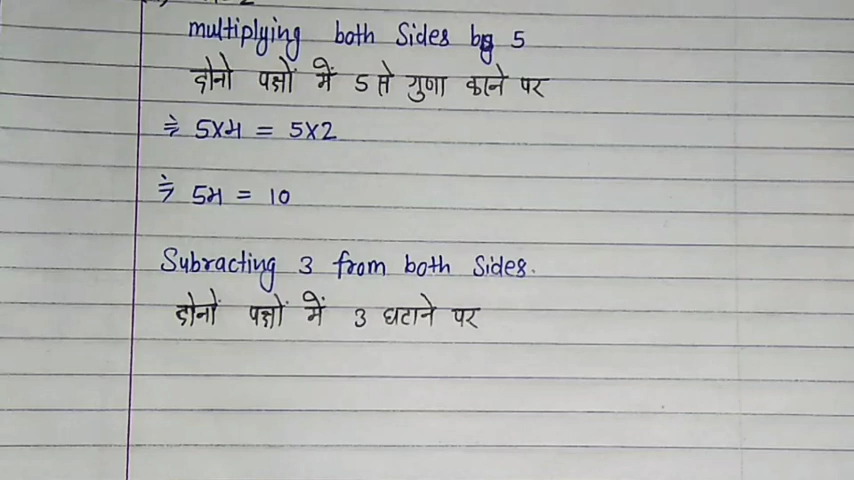 multiplying both Sides by 5
दोनो पक्षों में 5 से गुणा काने पर
⇒ 5×x = 5×2
⇒ 5x = 10
Subracting 3 from both Sides.
दोनों पक्षों में 3 घटाने पर